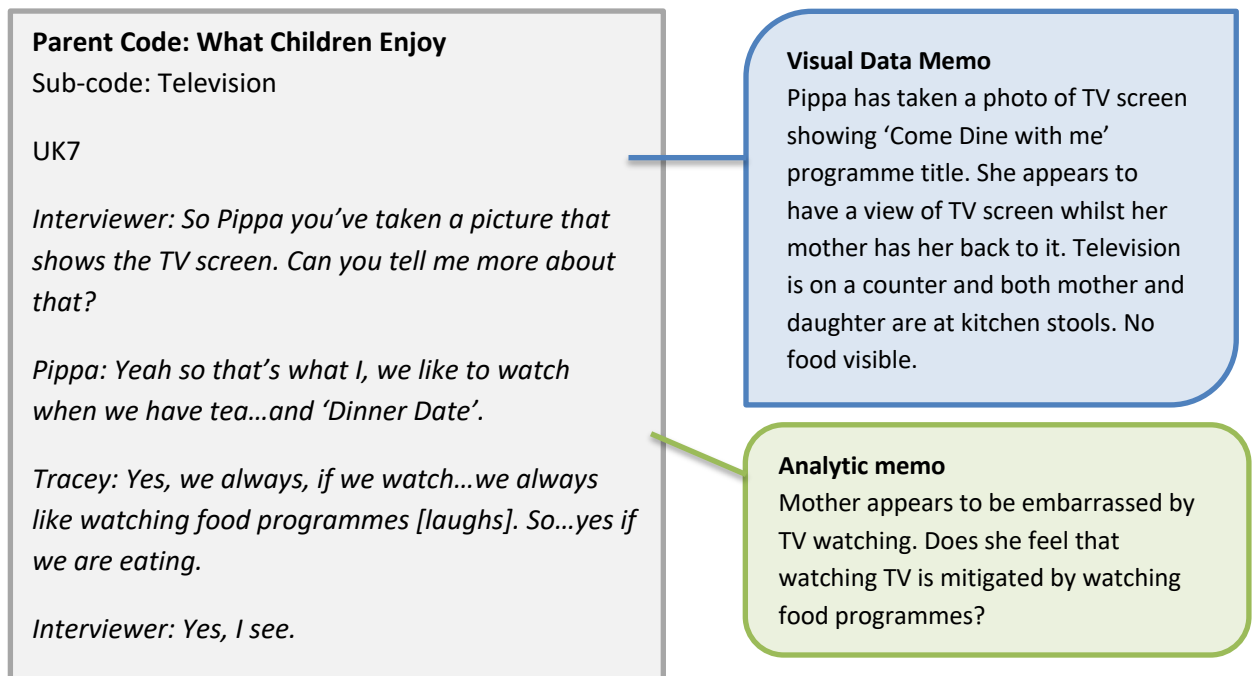 Parent Code: What Children Enjoy
Sub-code: Television
UK7
Interviewer: So Pippa you’ve taken a picture that
shows the TV screen. Can you tell me more about
that?
Pippa: Yeah so that’s what I, we like to watch
when we have tea…and ‘Dinner Date’.
Tracey: Yes, we always, if we watch…we always
like watching food programmes [laughs]. So…yes if
we are eating.
Interviewer: Yes, I see.
Visual Data Memo
Pippa has taken a photo of TV screen
showing ‘Come Dine with me’
programme title. She appears to
have a view of TV screen whilst her
mother has her back to it. Television
is on a counter and both mother and
daughter are at kitchen stools. No
food visible.
Analytic memo
Mother appears to be embarrassed by
TV watching. Does she feel that
watching TV is mitigated by watching
food programmes?